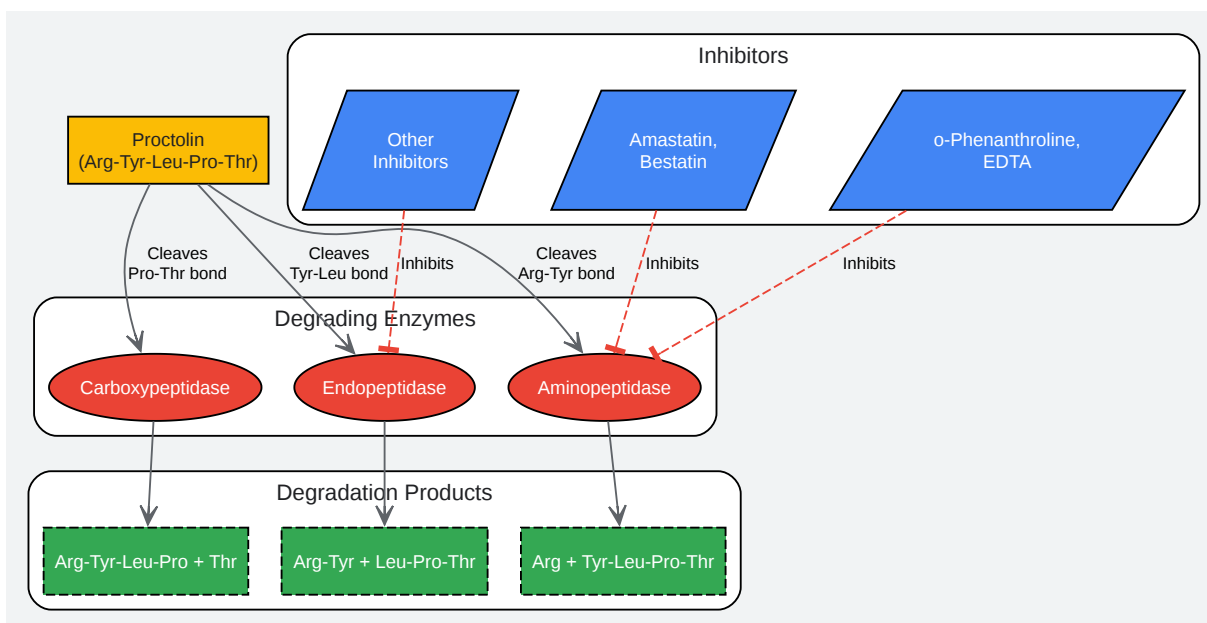 Inhibitors
Proctolin
(Arg-Tyr-Leu-Pro-Thr)
Other
Inhibitors
Amastatin,
Bestatin
o-Phenanthroline,
EDTA
Cleaves
Pro-Thr bond
Cleaves
Tyr-Leu bond
Inhibits
Cleaves
Arg-Tyr bond
Inhibits
Inhibits
Degrading Enzymes
Carboxypeptidase
Endopeptidase
Aminopeptidase
Degradation Products
Arg-Tyr-Leu-Pro + Thr
Arg-Tyr + Leu-Pro-Thr
Arg + Tyr-Leu-Pro-Thr